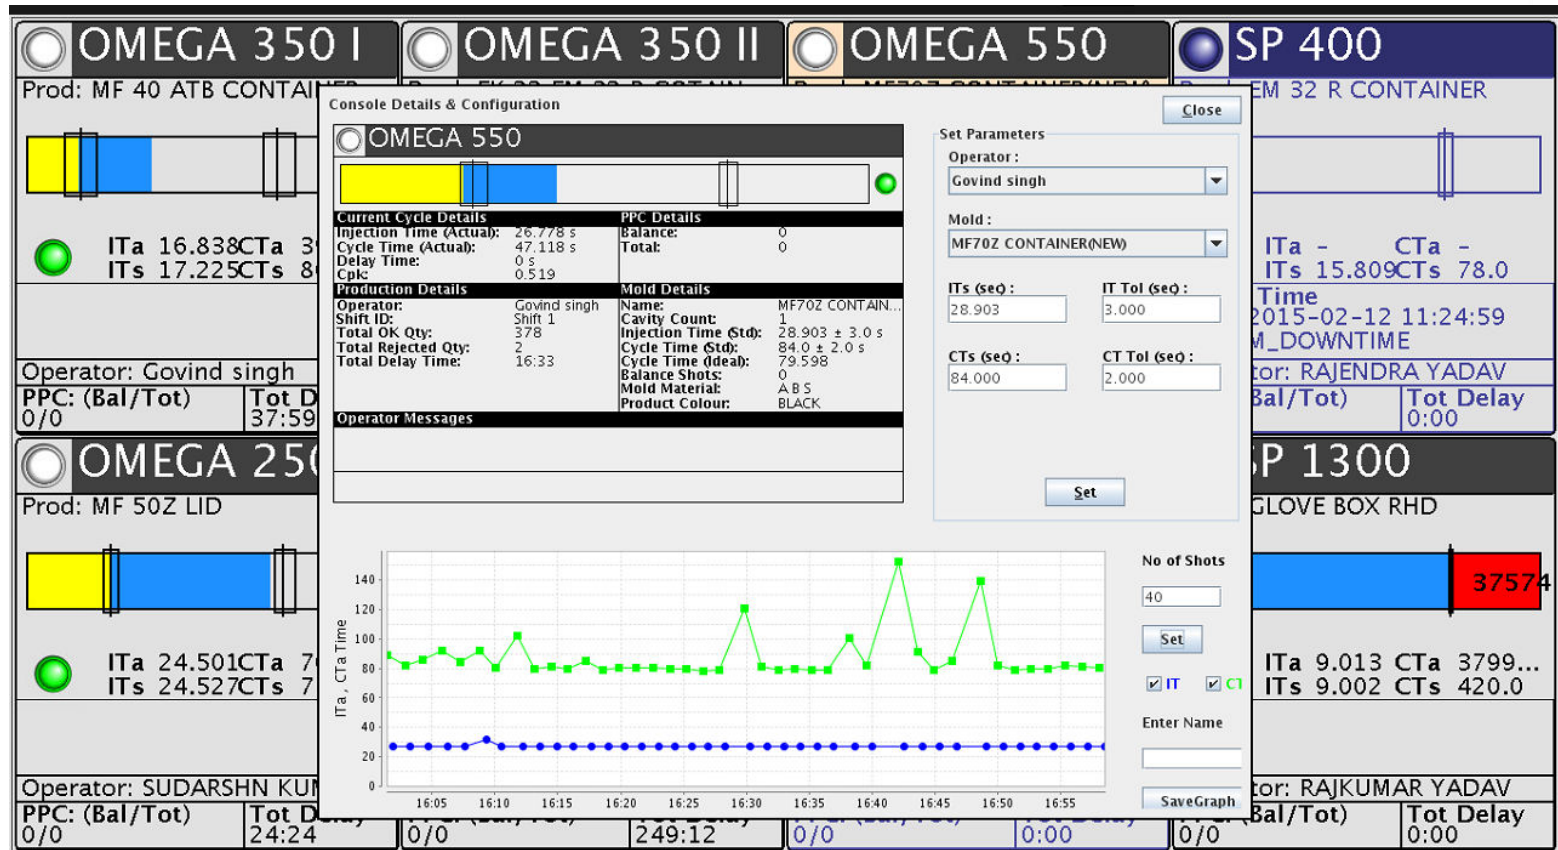 OMEGA 350 I
OMEGA 350 II
OMEGA 550
SP 400
Prod: MF 40 ATB CONTAINER
EM 32 R CONTAINER
ITa 16.838 CTa
ITs 17.225 CTs
Operator: Govind singh
PPC: (Bal/Tot)
Tot D
0/0
37:59
ITa - CTa -
ITs 15.809 CTs 78.0
Time
2015-02-12 11:24:59
M_DOWNTIME
tor: RAJENDRA YADAV
Bal/Tot)
Tot Delay
0:00
Console Details & Configuration
Close
OMEGA 550
Current Cycle Details
Injection Time (Actual): 26.778 s
Cycle Time (Actual): 47.118 s
Delay Time: 0 s
Cpk: 0.519
PPC Details
Balance: 0
Total: 0
Production Details
Operator: Govind singh
Shift ID: Shift 1
Total OK Qty: 378
Total Rejected Qty: 2
Total Delay Time: 16:33
Mold Details
Name: MF70Z CONTAIN...
Cavity Count: 1
Injection Time (Std): 28.903 ± 3.0 s
Cycle Time (Std): 84.0 ± 2.0 s
Cycle Time (Ideal): 79.598
Balance Shots: 0
Mold Material: A B S
Product Colour: BLACK
Operator Messages
Set Parameters
Operator :
Govind singh
Mold :
MF70Z CONTAINER(NEW)
ITs (sec) :
IT Tol (sec) :
28.903
3.000
CTs (sec) :
CT Tol (sec) :
84.000
2.000
Set
ITa , CTa Time
140
120
100
80
60
40
20
0
16:05 16:10 16:15 16:20 16:25 16:30 16:35 16:40 16:45 16:50 16:55
No of Shots
40
Set
IT CT
Enter Name
SaveGraph
OMEGA 250
Prod: MF 50Z LID
ITa 24.501 CTa
ITs 24.527 CTs
Operator: SUDARSHN KU
PPC: (Bal/Tot)
Tot Delay
0/0
24:24
0/0
249:12
0/0
0:00
SP 1300
GLOVE BOX RHD
37574
ITa 9.013 CTa 3799...
ITs 9.002 CTs 420.0
tor: RAJKUMAR YADAV
Bal/Tot)
Tot Delay
0/0
0:00